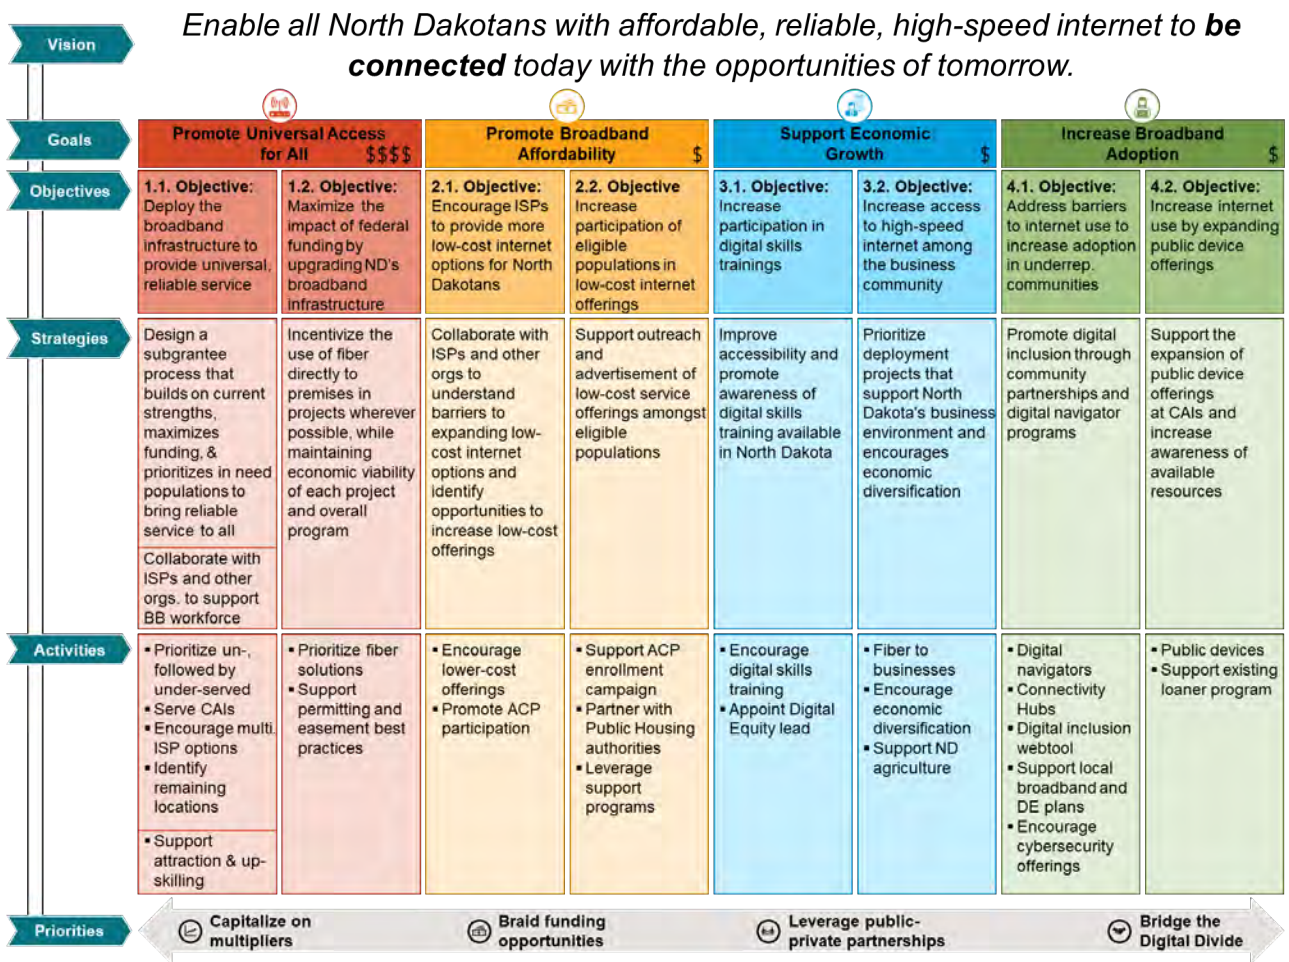 Vision
Enable all North Dakotans with affordable, reliable, high-speed internet to be
connected today with the opportunities of tomorrow.
Goals
Promote Universal Access
for All $$$$
Promote Broadband
Affordability $
Support Economic
Growth $
Increase Broadband
Adoption $
Objectives
1.1. Objective:
Deploy the
broadband
infrastructure to
provide universal,
reliable service
1.2. Objective:
Maximize the
impact of federal
funding by
upgrading ND's
broadband
infrastructure
2.1. Objective:
Encourage ISPs
to provide more
low-cost internet
options for North
Dakotans
2.2. Objective
Increase
participation of
eligible
populations in
low-cost internet
offerings
3.1. Objective:
Increase
participation in
digital skills
trainings
3.2. Objective:
Increase access
to high-speed
internet among
the business
community
4.1. Objective:
Address barriers
to internet use to
increase adoption
in underrep.
communities
4.2. Objective:
Increase internet
use by expanding
public device
offerings
Strategies
Design a
subgrantee
process that
builds on current
strengths,
maximizes
funding, &
prioritizes in need
populations to
bring reliable
service to all
Collaborate with
ISPs and other
orgs. to support
BB workforce
Incentivize the
use of fiber
directly to
premises in
projects wherever
possible, while
maintaining
economic viability
of each project
and overall
program
Collaborate with
ISPs and other
orgs to
understand
barriers to
expanding low-
cost internet
options and
identify
opportunities to
increase low-cost
offerings
Support outreach
and
advertisement of
low-cost service
offerings amongst
eligible
populations
Improve
accessibility and
promote
awareness of
digital skills
training available
in North Dakota
Prioritize
deployment
projects that
support North
Dakota's business
environment and
encourages
economic
diversification
Promote digital
inclusion through
community
partnerships and
digital navigator
programs
Support the
expansion of
public device
offerings
at CAIs and
increase
awareness of
available
resources
Activities
▪ Prioritize un-,
followed by
under-served
▪ Serve CAIs
▪ Encourage multi.
ISP options
▪ Identify
remaining
locations
▪ Support
attraction & up-
skilling
▪ Prioritize fiber
solutions
▪ Support
permitting and
easement best
practices
▪ Encourage
lower-cost
offerings
▪ Promote ACP
participation
▪ Support ACP
enrollment
campaign
▪ Partner with
Public Housing
authorities
▪ Leverage
support
programs
▪ Encourage
digital skills
training
▪ Appoint Digital
Equity lead
▪ Fiber to
businesses
▪ Encourage
economic
diversification
▪ Support ND
agriculture
▪ Digital
navigators
▪ Connectivity
Hubs
▪ Digital inclusion
webtool
▪ Support local
broadband and
DE plans
▪ Encourage
cybersecurity
offerings
▪ Public devices
▪ Support existing
loaner program
Priorities
Capitalize on
multipliers
Braid funding
opportunities
Leverage public-
private partnerships
Bridge the
Digital Divide